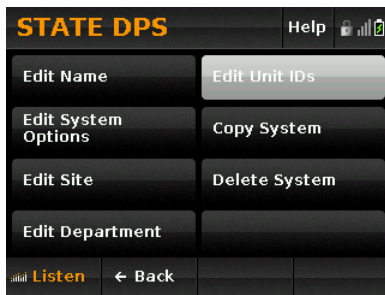 STATE DPS
Help
Edit Name
Edit Unit IDs
Edit System
Options
Copy System
Edit Site
Delete System
Edit Department
Listen
← Back